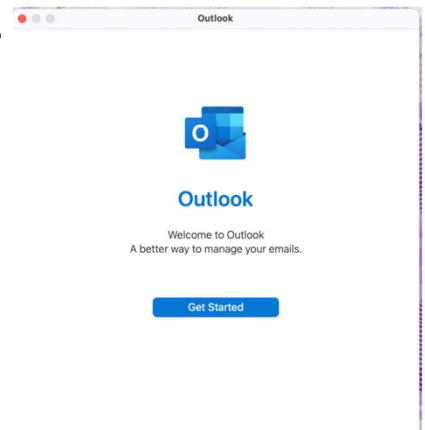 Outlook
O
Outlook
Welcome to Outlook
A better way to manage your emails.
Get Started